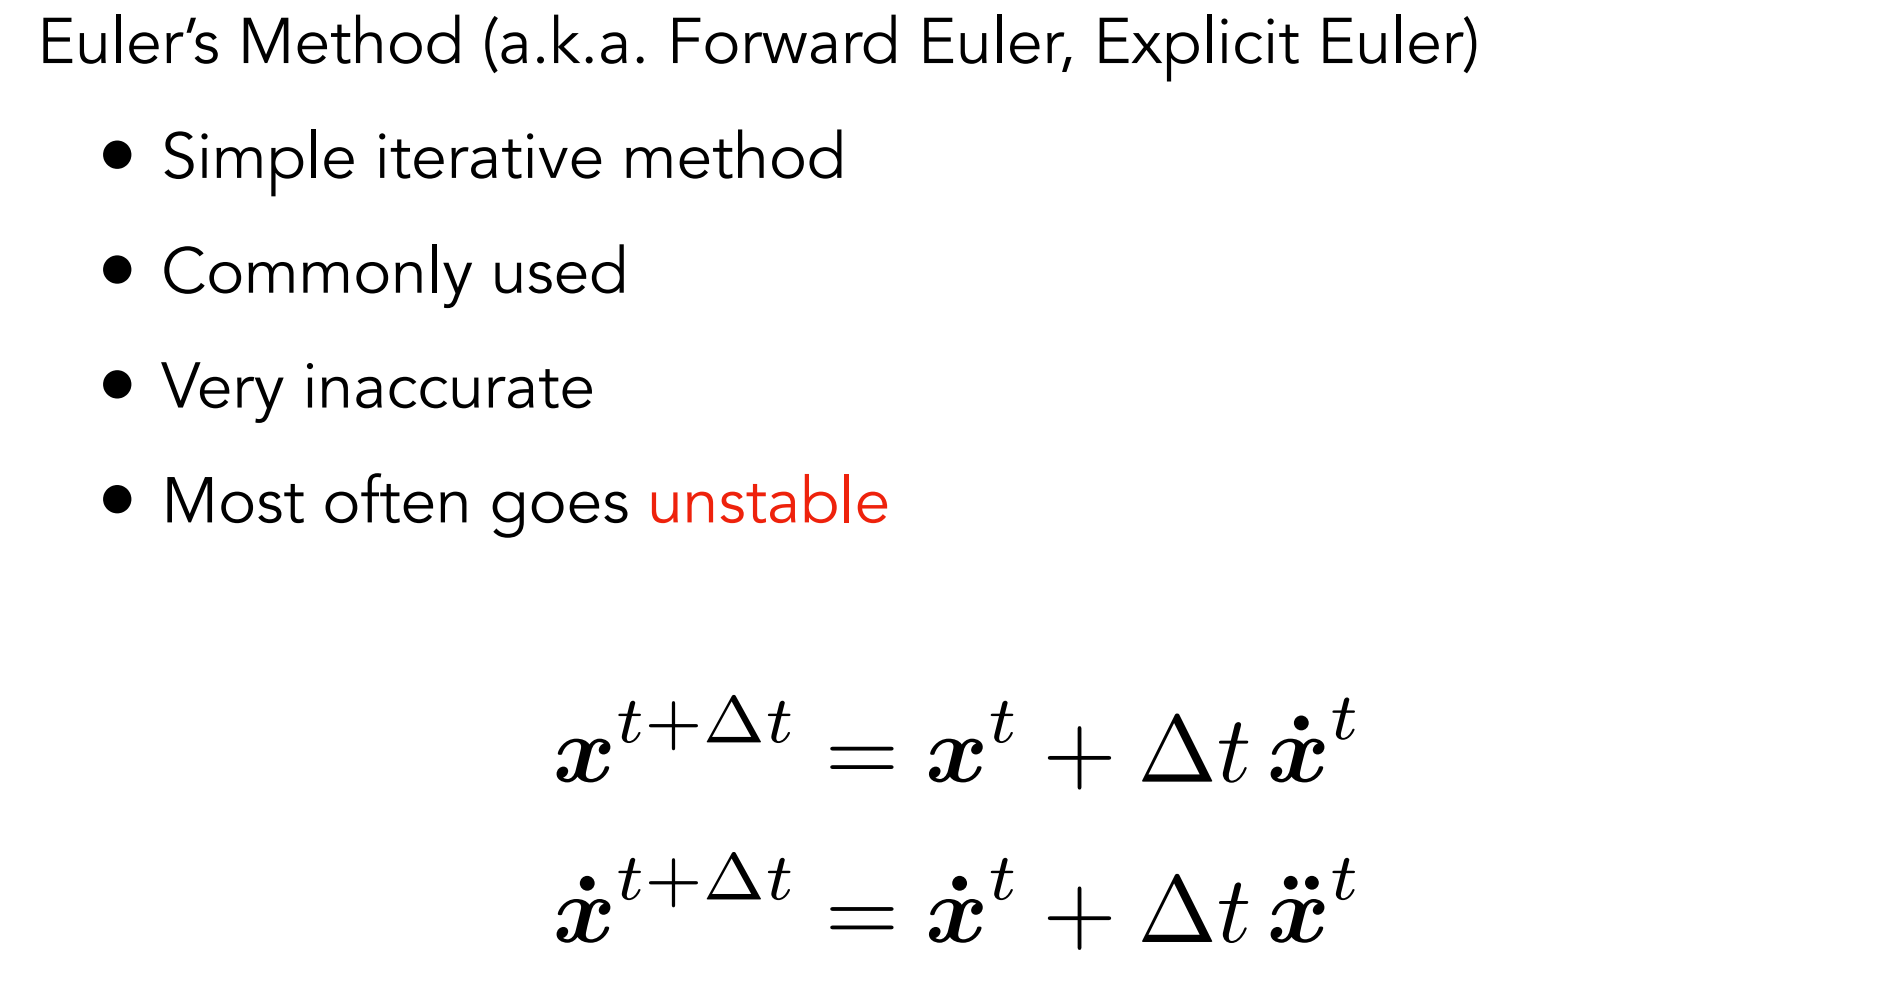 Euler’s Method (a.k.a. Forward Euler, Explicit Euler)
• Simple iterative method
• Commonly used
• Very inaccurate
• Most often goes unstable
$\boldsymbol{x}^{t+\Delta t} = \boldsymbol{x}^{t} + \Delta t \, \dot{\boldsymbol{x}}^{t}$
$\dot{\boldsymbol{x}}^{t+\Delta t} = \dot{\boldsymbol{x}}^{t} + \Delta t \, \ddot{\boldsymbol{x}}^{t}$